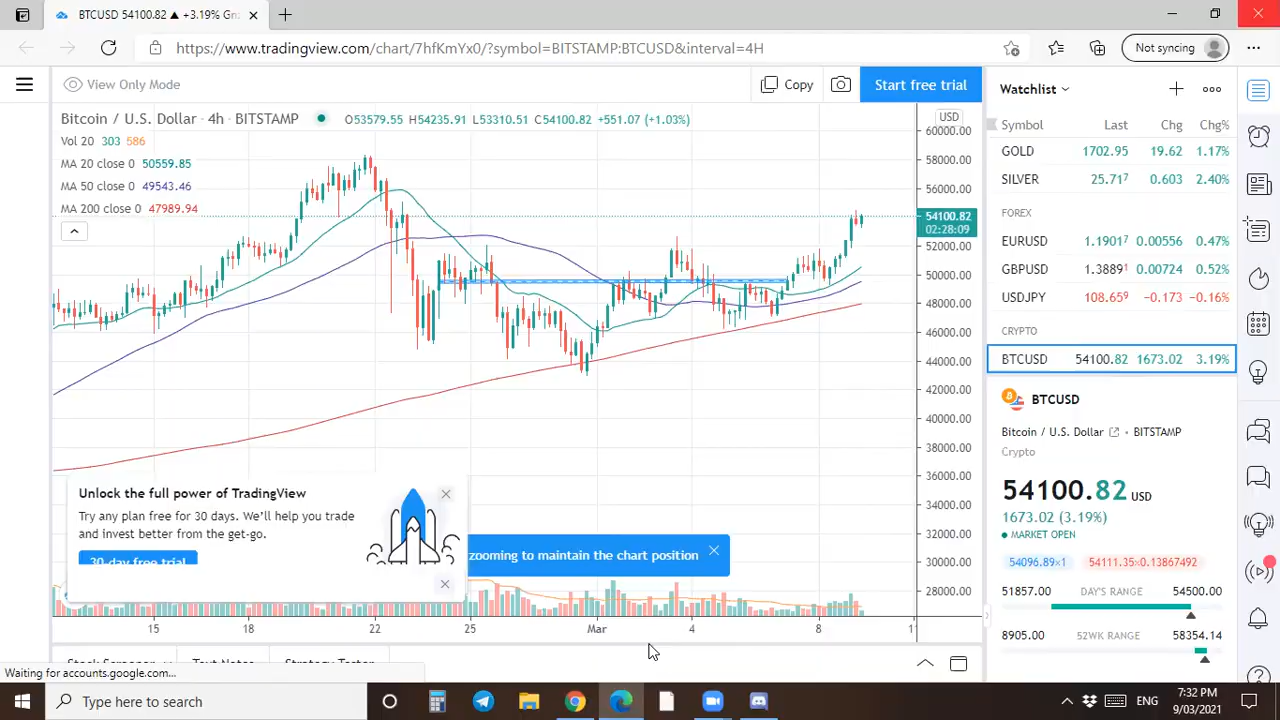 BTCUSD 54100.82 ▲ +3.19% Gn
https://www.tradingview.com/chart/7hfKmYx0/?symbol=BITSTAMP:BTCUSD&interval=4H
Not syncing
View Only Mode
Copy
Start free trial
Bitcoin / U.S. Dollar · 4h · BITSTAMP
O53579.55 H54235.91 L53310.51 C54100.82 +551.07 (+1.03%)
Vol 20 303 586
MA 20 close 0 50559.85
MA 50 close 0 49543.46
MA 200 close 0 47989.94
USD
60000.00
58000.00
56000.00
54100.82
02:28:09
52000.00
50000.00
48000.00
46000.00
44000.00
42000.00
40000.00
38000.00
36000.00
34000.00
32000.00
30000.00
28000.00
Unlock the full power of TradingView
Try any plan free for 30 days. We'll help you trade
and invest better from the get-go.
30-day free trial
zooming to maintain the chart position
15 18 22 25 Mar 4 8 11
Stock Screener Text Notes Strategy Tester
Waiting for accounts.google.com...
Watchlist
Symbol Last Chg Chg%
GOLD 1702.95 19.62 1.17%
SILVER 25.717 0.603 2.40%
FOREX
EURUSD 1.19017 0.00556 0.47%
GBPUSD 1.38891 0.00724 0.52%
USDJPY 108.659 -0.173 -0.16%
CRYPTO
BTCUSD 54100.82 1673.02 3.19%
BTCUSD
Bitcoin / U.S. Dollar • BITSTAMP
Crypto
54100.82 USD
1673.02 (3.19%)
MARKET OPEN
54096.89×1 54111.35×0.13867492
51857.00 DAY'S RANGE 54500.00
8905.00 52WK RANGE 58354.14
Type here to search
ENG
7:32 PM
9/03/2021